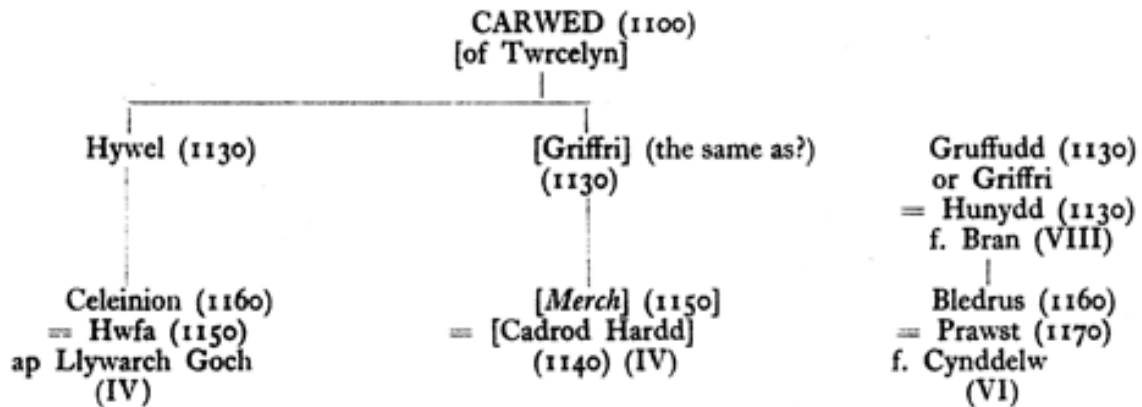 CARWED (1100)
[of Twrcelyn]
Hywel (1130)
[Griffri] (the same as?)
(1130)
Gruffudd (1130)
or Griffri
= Hunydd (1130)
f. Bran (VIII)
Celeinion (1160)
= Hwfa (1150)
ap Llywarch Goch
(IV)
[Merch] (1150]
= [Cadrod Hardd]
(1140) (IV)
Bledrus (1160)
= Prawst (1170)
f. Cynddelw
(VI)